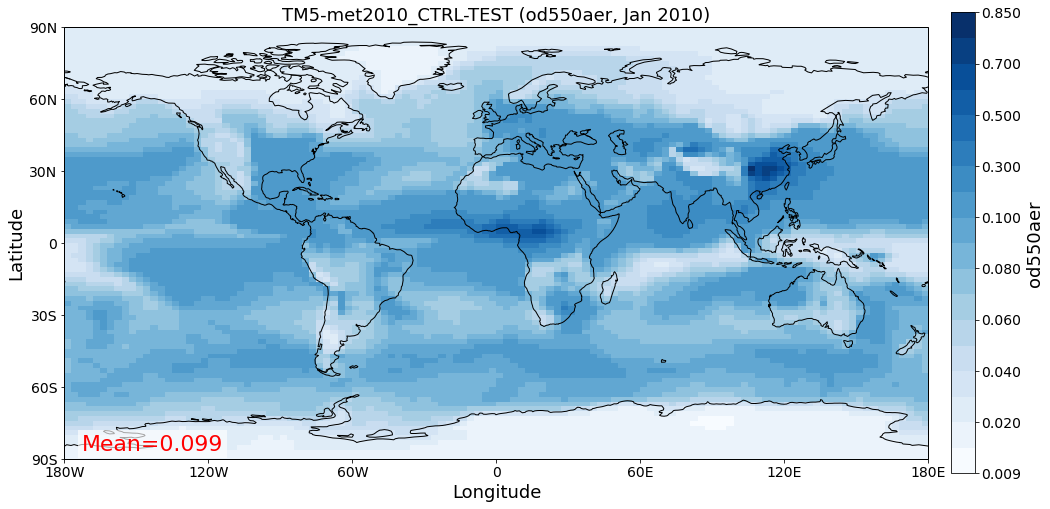 TM5-met2010_CTRL-TEST (od550aer, Jan 2010)
90N
60N
30N
0
30S
60S
90S
Latitude
Mean=0.099
180W
120W
60W
0
60E
120E
180E
Longitude
0.850
0.700
0.500
0.300
0.100
0.080
0.060
0.040
0.020
0.009
od550aer